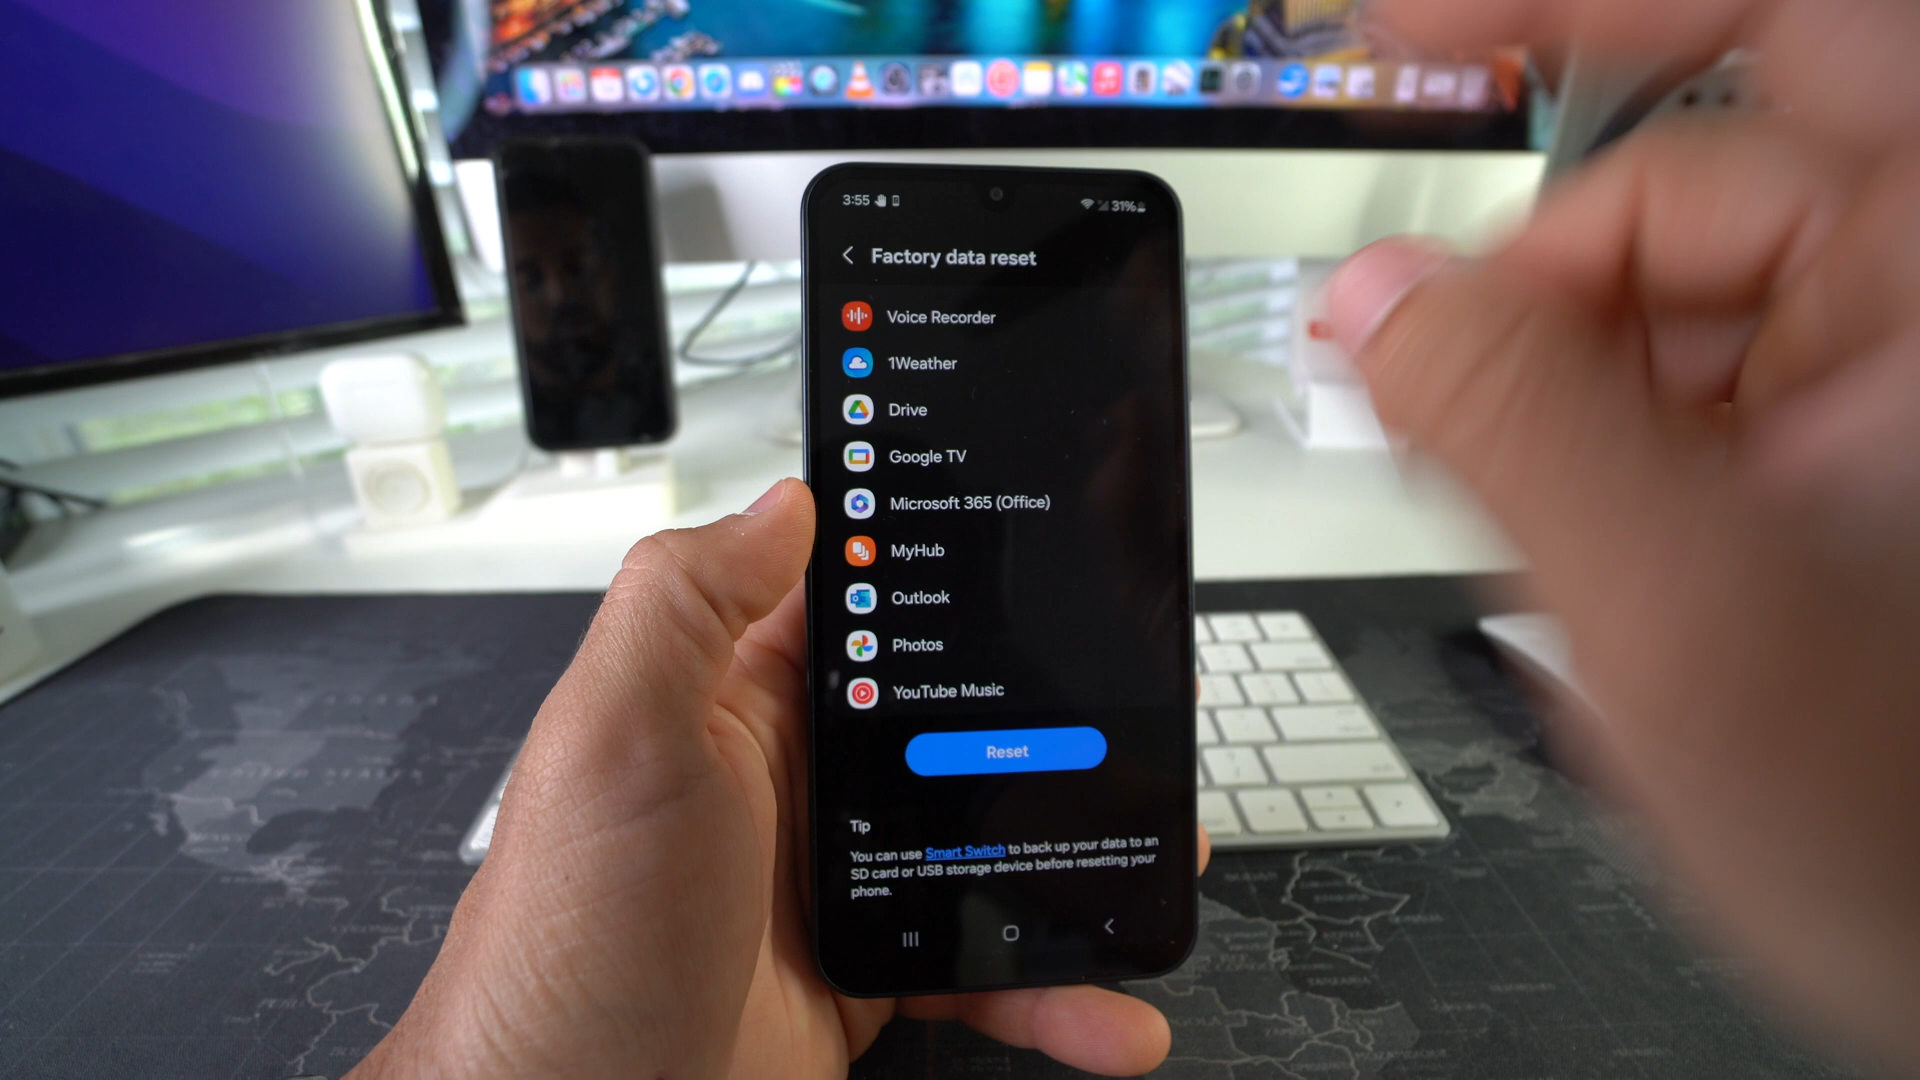 3:55
31%
Factory data reset
Voice Recorder
1Weather
Drive
Google TV
Microsoft 365 (Office)
MyHub
Outlook
Photos
YouTube Music
Reset
Tip
You can use Smart Switch to back up your data to an
SD card or USB storage device before resetting your
phone.